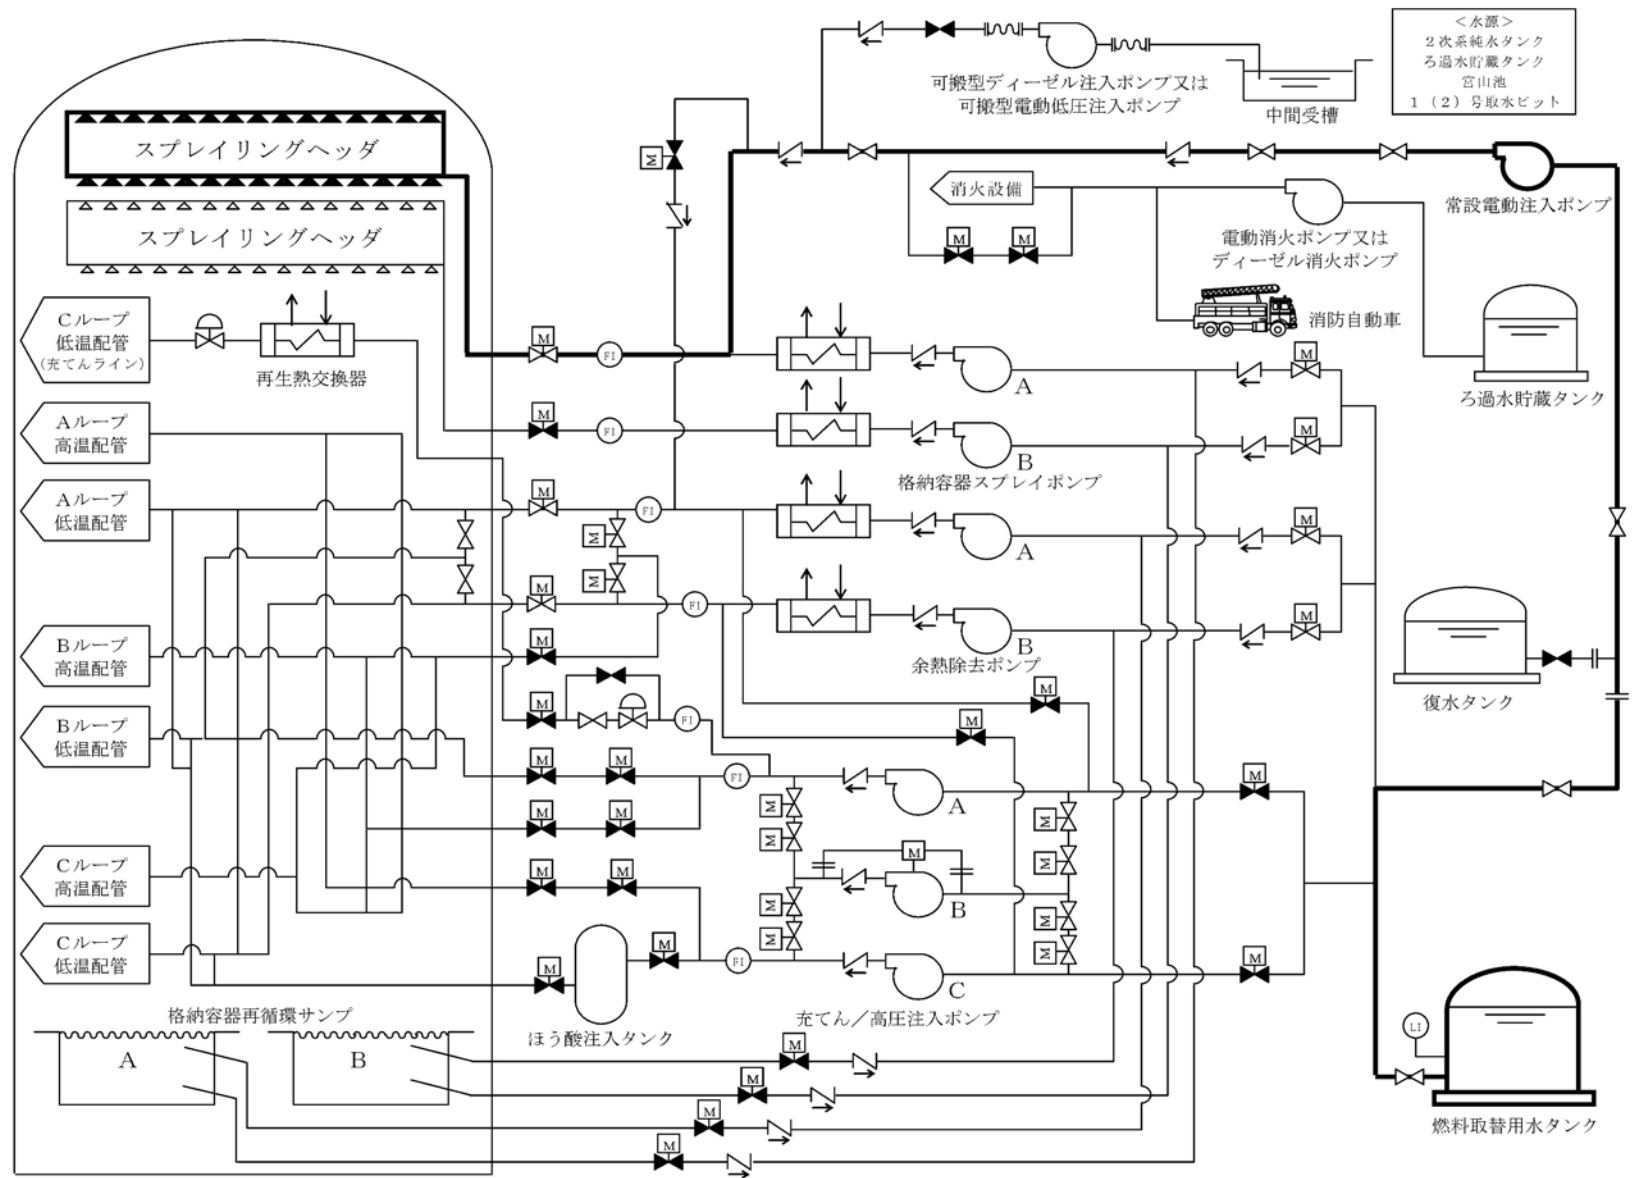 ＜水源＞
２次系純水タンク
ろ過水貯蔵タンク
宮山池
１（２）号取水ピット
可搬型ディーゼル注入ポンプ又は
可搬型電動低圧注入ポンプ
中間受槽
スプレイリングヘッダ
スプレイリングヘッダ
M
消火設備
常設電動注入ポンプ
M
M
電動消火ポンプ又は
ディーゼル消火ポンプ
消防自動車
ろ過水貯蔵タンク
Cループ
低温配管
(充てんライン)
再生熱交換器
M
FI
A
M
Aループ
高温配管
M
FI
B
M
格納容器スプレイポンプ
Aループ
低温配管
M
FI
M
A
M
M
M
FI
B
M
余熱除去ポンプ
Bループ
高温配管
M
復水タンク
Bループ
低温配管
M
FI
M
M
M
M
FI
A
M
M
M
M
M
M
M
Cループ
高温配管
M
M
M
B
M
M
M
M
Cループ
低温配管
M
M
FI
C
M
ほう酸注入タンク
充てん／高圧注入ポンプ
格納容器再循環サンプ
A
B
M
M
M
M
LI
燃料取替用水タンク